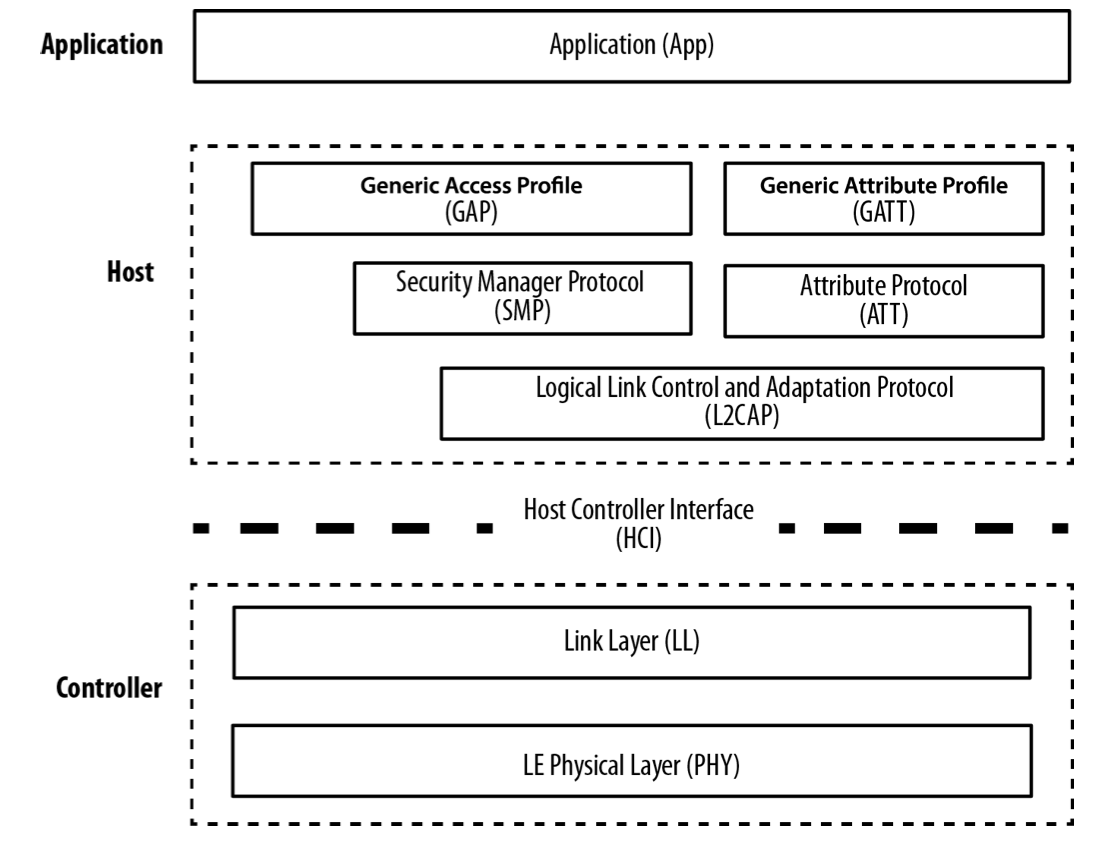 Application
Application (App)
Generic Access Profile
(GAP)
Generic Attribute Profile
(GATT)
Host
Security Manager Protocol
(SMP)
Attribute Protocol
(ATT)
Logical Link Control and Adaptation Protocol
(L2CAP)
Host Controller Interface
(HCI)
Link Layer (LL)
Controller
LE Physical Layer (PHY)